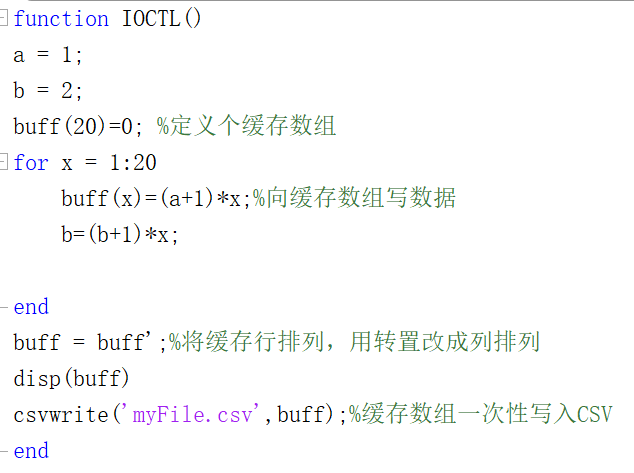 function IOCTL()
a = 1;
b = 2;
buff(20)=0; %定义个缓存数组
for x = 1:20
buff(x)=(a+1)*x;%向缓存数组写数据
b=(b+1)*x;
end
buff = buff';%将缓存行排列，用转置改成列排列
disp(buff)
csvwrite('myFile.csv',buff);%缓存数组一次性写入CSV
end